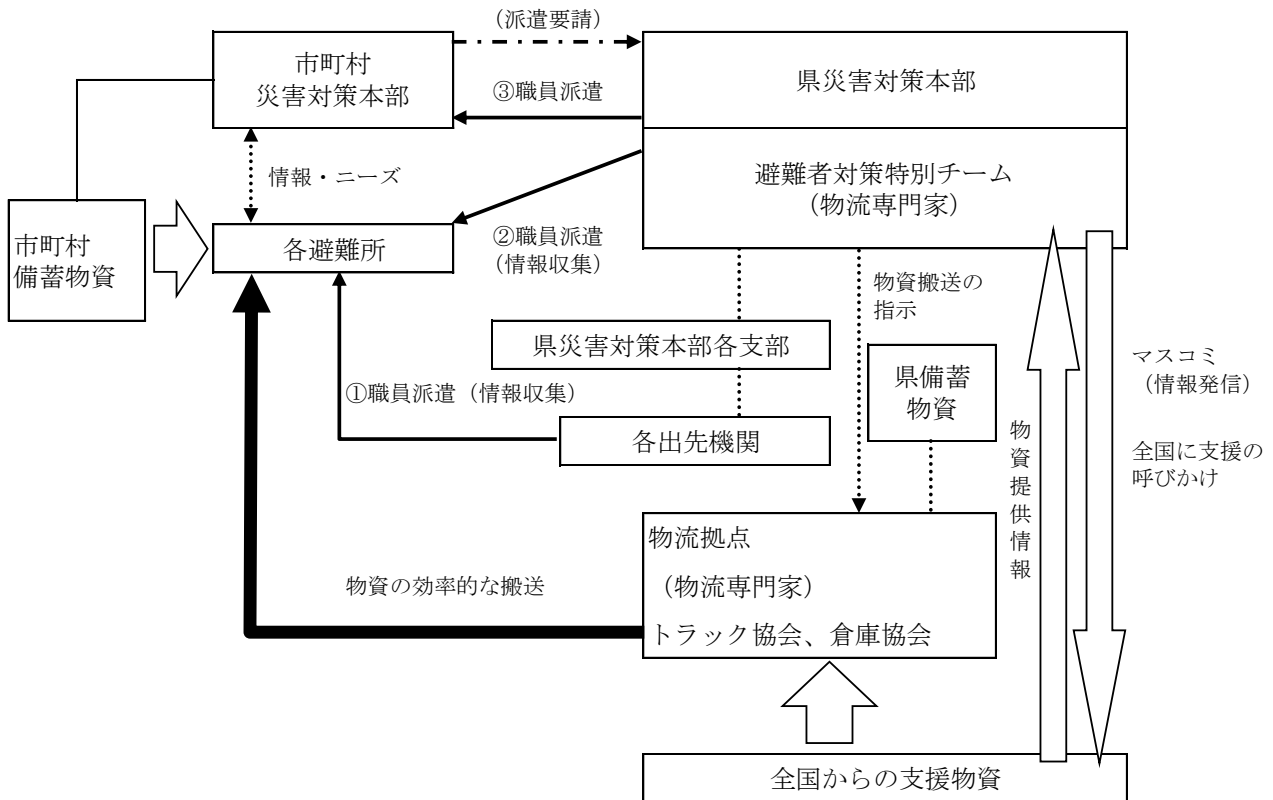 （派遣要請）
市町村
災害対策本部
③職員派遣
県災害対策本部
情報・ニーズ
避難者対策特別チーム
（物流専門家）
市町村
備蓄物資
各避難所
②職員派遣
（情報収集）
物資搬送の
指示
県災害対策本部各支部
県備蓄
物資
マスコミ
（情報発信）
①職員派遣（情報収集）
各出先機関
物資提供情報
全国に支援の
呼びかけ
物流拠点
（物流専門家）
トラック協会、倉庫協会
物資の効率的な搬送
全国からの支援物資